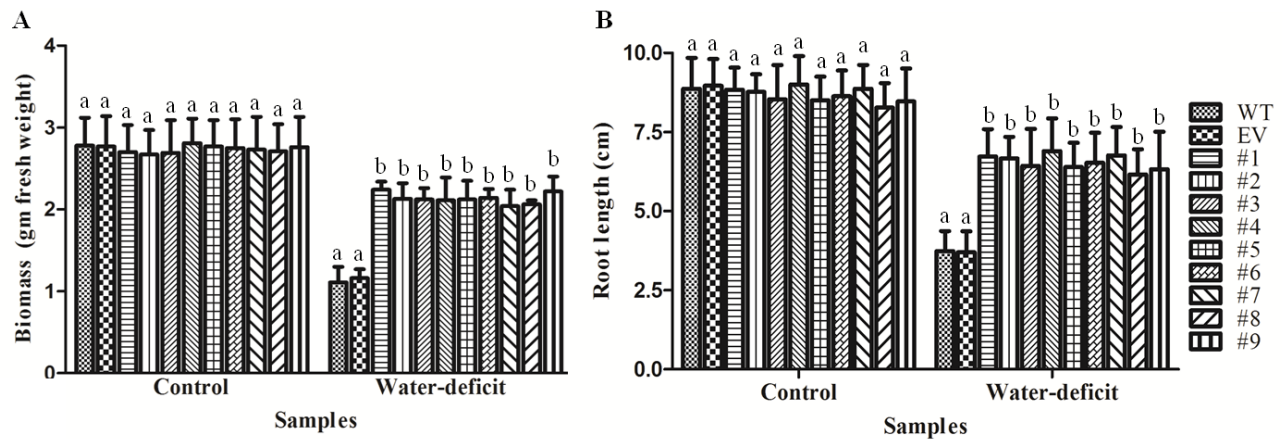 A
Biomass (gm fresh weight)
4
3
2
1
0
a a a a a a a a a a a
a a b b b b b b b b b
Control Water-deficit
Samples
B
Root length (cm)
10.0
7.5
5.0
2.5
0.0
a a a a a a a a a a a
a a b b b b b b b b b
Control Water-deficit
Samples
WT
EV
#1
#2
#3
#4
#5
#6
#7
#8
#9